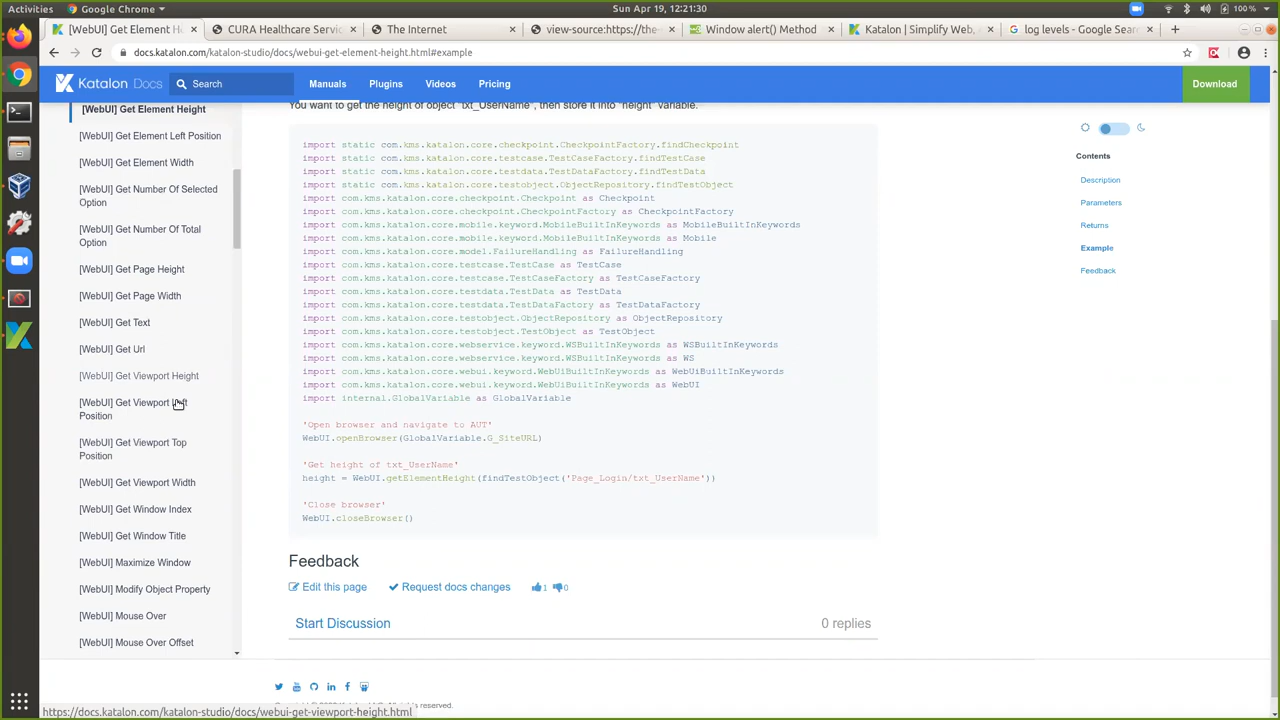 Activities
Google Chrome
Sun Apr 19, 12:21:30
100 %
[WebUI] Get Element H
CURA Healthcare Servic
The Internet
view-source:https://the-
Window alert() Method
Katalon | Simplify Web,
log levels - Google Sear
docs.katalon.com/katalon-studio/docs/webui-get-element-height.html#example
Katalon Docs
Search
Manuals
Plugins
Videos
Pricing
Download
[WebUI] Get Element Height
[WebUI] Get Element Left Position
[WebUI] Get Element Width
[WebUI] Get Number Of Selected
Option
[WebUI] Get Number Of Total
Option
[WebUI] Get Page Height
[WebUI] Get Page Width
[WebUI] Get Text
[WebUI] Get Url
[WebUI] Get Viewport Height
[WebUI] Get Viewport Left
Position
[WebUI] Get Viewport Top
Position
[WebUI] Get Viewport Width
[WebUI] Get Window Index
[WebUI] Get Window Title
[WebUI] Maximize Window
[WebUI] Modify Object Property
[WebUI] Mouse Over
[WebUI] Mouse Over Offset
You want to get the height of object "txt_UserName", then store it into "height" variable.
import static com.kms.katalon.core.checkpoint.CheckpointFactory.findCheckpoint
import static com.kms.katalon.core.testcase.TestCaseFactory.findTestCase
import static com.kms.katalon.core.testdata.TestDataFactory.findTestData
import static com.kms.katalon.core.testobject.ObjectRepository.findTestObject
import com.kms.katalon.core.checkpoint.Checkpoint as Checkpoint
import com.kms.katalon.core.checkpoint.CheckpointFactory as CheckpointFactory
import com.kms.katalon.core.mobile.keyword.MobileBuiltInKeywords as MobileBuiltInKeywords
import com.kms.katalon.core.mobile.keyword.MobileBuiltInKeywords as Mobile
import com.kms.katalon.core.model.FailureHandling as FailureHandling
import com.kms.katalon.core.testcase.TestCase as TestCase
import com.kms.katalon.core.testcase.TestCaseFactory as TestCaseFactory
import com.kms.katalon.core.testdata.TestData as TestData
import com.kms.katalon.core.testdata.TestDataFactory as TestDataFactory
import com.kms.katalon.core.testobject.ObjectRepository as ObjectRepository
import com.kms.katalon.core.testobject.TestObject as TestObject
import com.kms.katalon.core.webservice.keyword.WSBuiltInKeywords as WSBuiltInKeywords
import com.kms.katalon.core.webservice.keyword.WSBuiltInKeywords as WS
import com.kms.katalon.core.webui.keyword.WebUiBuiltInKeywords as WebUiBuiltInKeywords
import com.kms.katalon.core.webui.keyword.WebUiBuiltInKeywords as WebUI
import internal.GlobalVariable as GlobalVariable
'Open browser and navigate to AUT'
WebUI.openBrowser(GlobalVariable.G_SiteURL)
'Get height of txt_UserName'
height = WebUI.getElementHeight(findTestObject('Page_Login/txt_UserName'))
'Close browser'
WebUI.closeBrowser()
Feedback
Edit this page
Request docs changes
1
0
Start Discussion
0 replies
Contents
Description
Parameters
Returns
Example
Feedback
https://docs.katalon.com/katalon-studio/docs/webui-get-viewport-height.html
served.